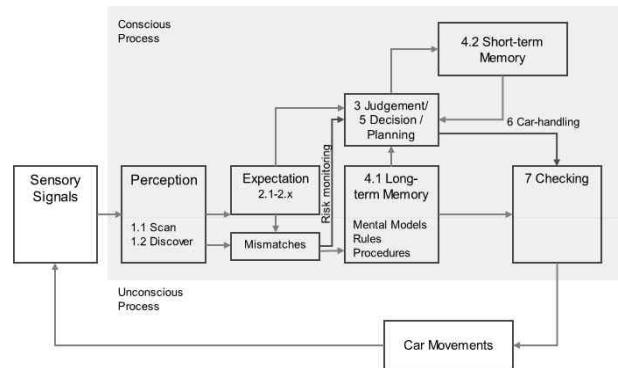 Conscious
Process
4.2 Short-term
Memory
3 Judgement/
5 Decision /
Planning
6 Car-handling
Risk monitoring
Sensory
Signals
Perception
1.1 Scan
1.2 Discover
Expectation
2.1-2.x
Mismatches
4.1 Long-
term Memory
Mental Models
Rules
Procedures
7 Checking
Unconscious
Process
Car Movements